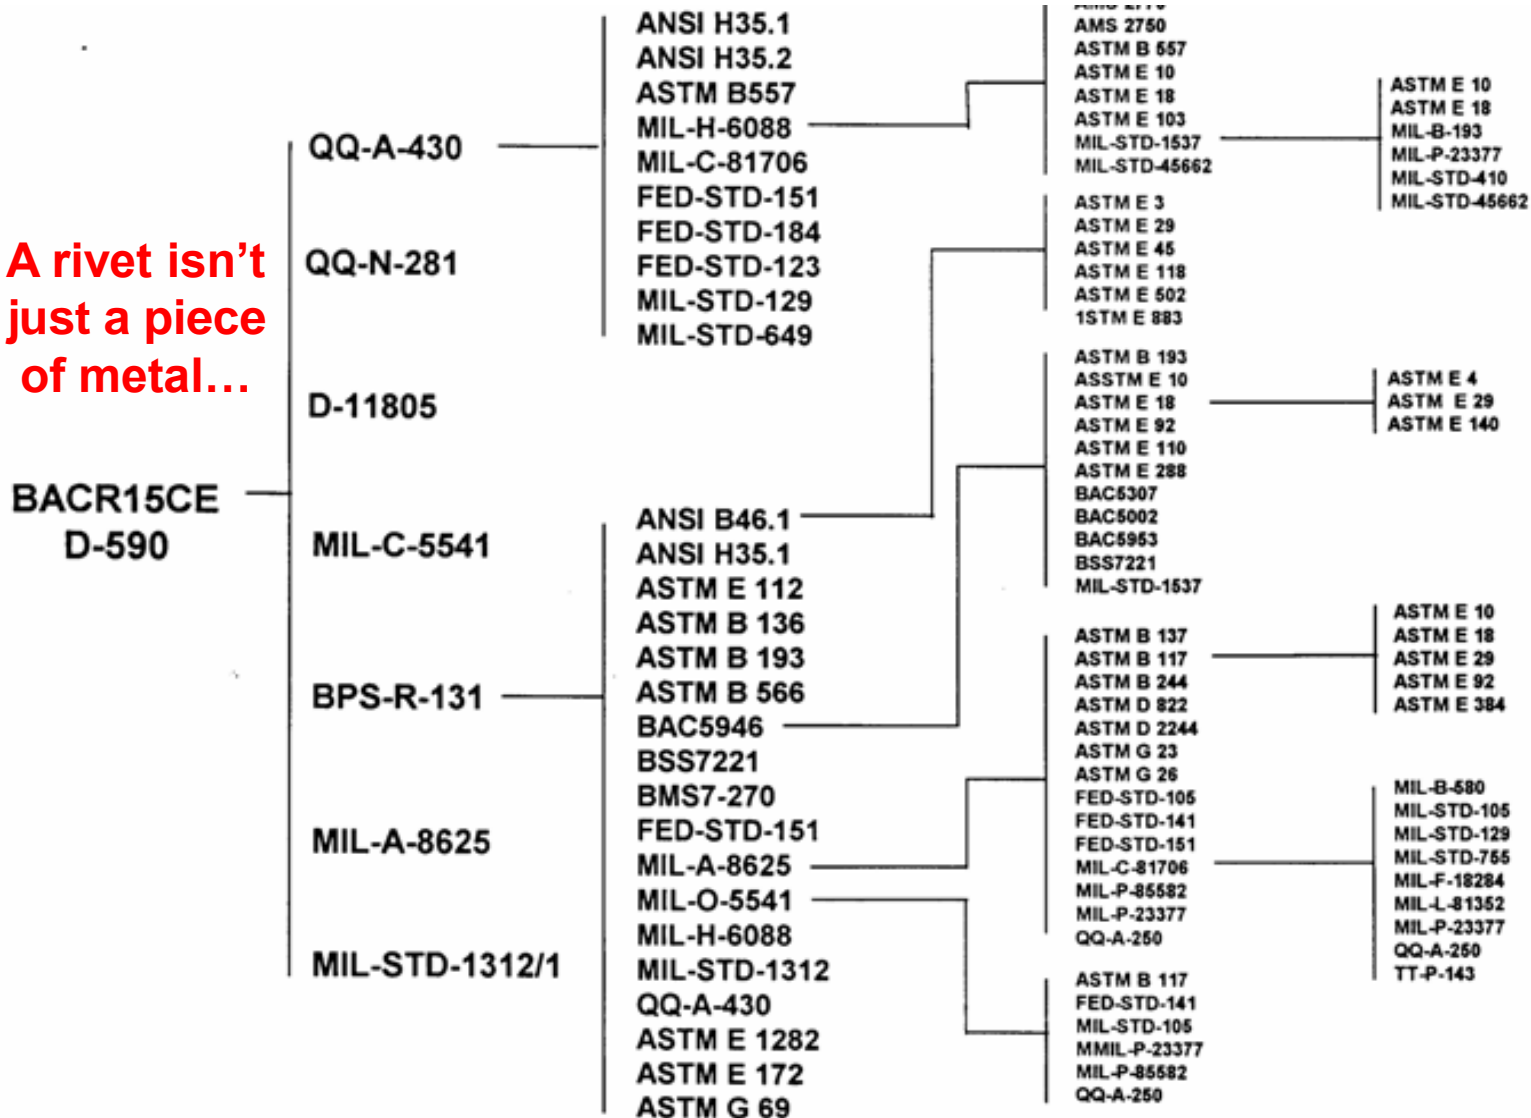 A rivet isn't
just a piece
of metal…
BACR15CE
D-590
QQ-A-430
QQ-N-281
D-11805
MIL-C-5541
BPS-R-131
MIL-A-8625
MIL-STD-1312/1
ANSI H35.1
ANSI H35.2
ASTM B557
MIL-H-6088
MIL-C-81706
FED-STD-151
FED-STD-184
FED-STD-123
MIL-STD-129
MIL-STD-649
ANSI B46.1
ANSI H35.1
ASTM E 112
ASTM B 136
ASTM B 193
ASTM B 566
BAC5946
BSS7221
BMS7-270
FED-STD-151
MIL-A-8625
MIL-O-5541
MIL-H-6088
MIL-STD-1312
QQ-A-430
ASTM E 1282
ASTM E 172
ASTM G 69
AMS 2750
ASTM B 557
ASTM E 10
ASTM E 18
ASTM E 103
MIL-STD-1537
MIL-STD-45662
ASTM E 3
ASTM E 29
ASTM E 45
ASTM E 118
ASTM E 502
1STM E 883
ASTM B 193
ASSTM E 10
ASTM E 18
ASTM E 92
ASTM E 110
ASTM E 288
BAC5307
BAC5002
BAC5953
BSS7221
MIL-STD-1537
ASTM B 137
ASTM B 117
ASTM B 244
ASTM D 822
ASTM D 2244
ASTM G 23
ASTM G 26
FED-STD-105
FED-STD-141
FED-STD-151
MIL-C-81706
MIL-P-85582
MIL-P-23377
QQ-A-250
ASTM B 117
FED-STD-141
MIL-STD-105
MMIL-P-23377
MIL-P-85582
QQ-A-250
ASTM E 10
ASTM E 18
MIL-B-193
MIL-P-23377
MIL-STD-410
MIL-STD-45662
ASTM E 4
ASTM E 29
ASTM E 140
ASTM E 10
ASTM E 18
ASTM E 29
ASTM E 92
ASTM E 384
MIL-B-580
MIL-STD-105
MIL-STD-129
MIL-STD-755
MIL-F-18284
MIL-L-81352
MIL-P-23377
QQ-A-250
TT-P-143